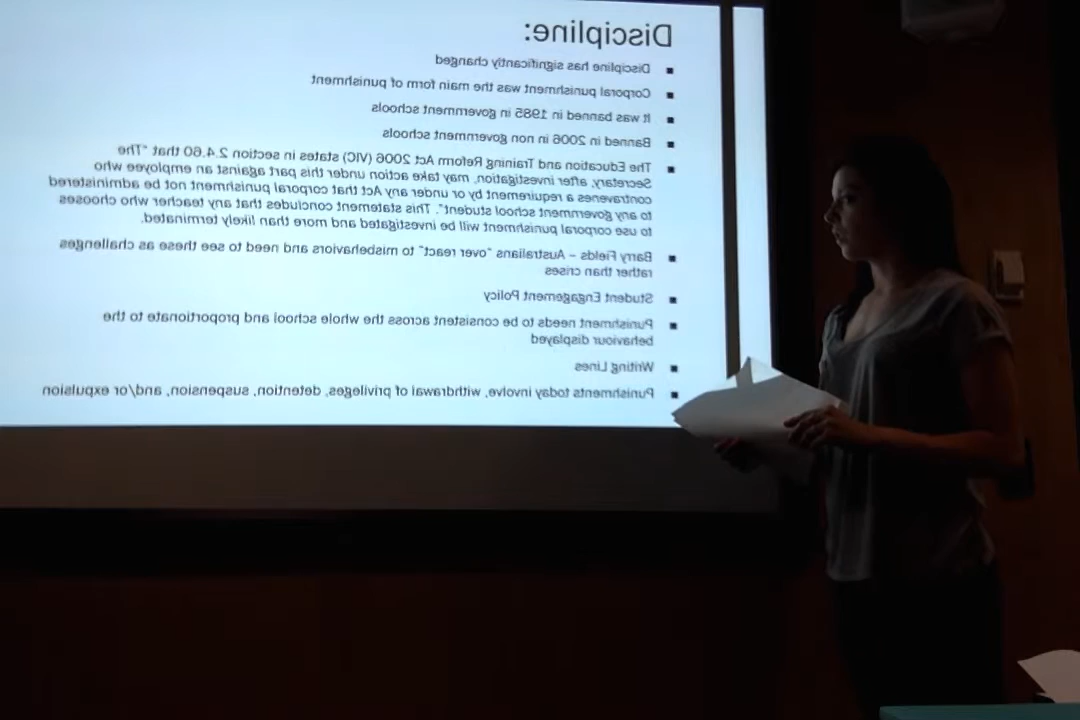 Discipline:
▪ Discipline has significantly changed
▪ Corporal punishment was the main form of punishment
▪ It was banned in 1985 in government schools
▪ Banned in 2006 in non government schools
▪ The Education and Training Reform Act 2006 (VIC) states in section 2.4.60 that "The
Secretary, after investigation, may take action under this part against an employee who
contravenes a requirement by or under any Act that corporal punishment not be administered
to any government school student". This statement concludes that any teacher who chooses
to use corporal punishment will be investigated and more than likely terminated.
▪ Barry Fields – Australians "over react" to misbehaviors and need to see these as challenges
rather than crises
▪ Student Engagement Policy
▪ Punishment needs to be consistent across the whole school and proportionate to the
behaviour displayed
▪ Writing Lines
▪ Punishments today involve, withdrawal of privileges, detention, suspension, and/or expulsion